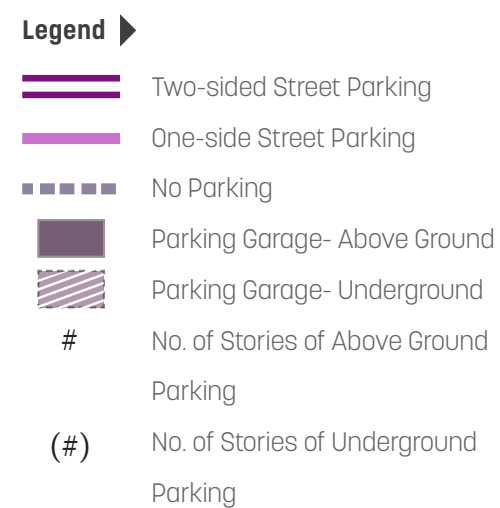 Legend
Two-sided Street Parking
One-side Street Parking
No Parking
Parking Garage- Above Ground
Parking Garage- Underground
# No. of Stories of Above Ground
Parking
(#) No. of Stories of Underground
Parking